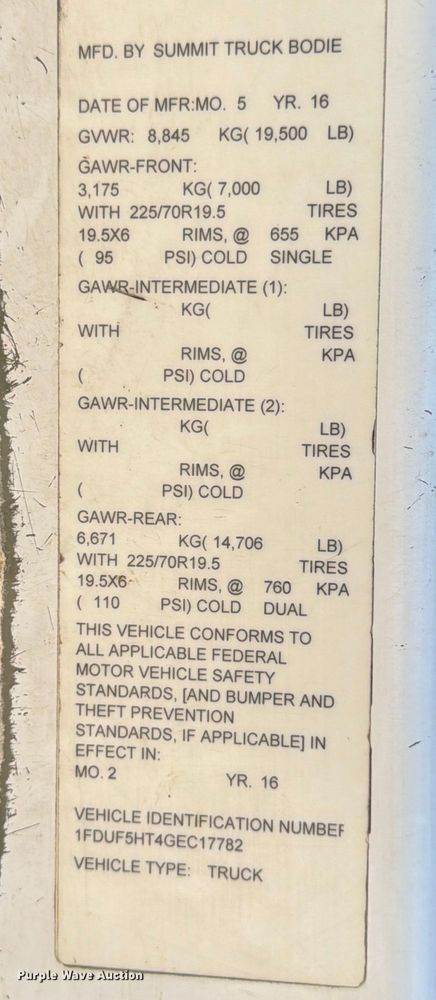 MFD. BY SUMMIT TRUCK BODIE
DATE OF MFR:MO. 5 YR. 16
GVWR: 8,845 KG( 19,500 LB)
GAWR-FRONT:
3,175 KG( 7,000 LB)
WITH 225/70R19.5 TIRES
19.5X6 RIMS, @ 655 KPA
( 95 PSI) COLD SINGLE
GAWR-INTERMEDIATE (1):
KG( LB)
WITH TIRES
RIMS, @ KPA
( PSI) COLD
GAWR-INTERMEDIATE (2):
KG( LB)
WITH TIRES
RIMS, @ KPA
( PSI) COLD
GAWR-REAR:
6,671 KG( 14,706 LB)
WITH 225/70R19.5 TIRES
19.5X6 RIMS, @ 760 KPA
( 110 PSI) COLD DUAL
THIS VEHICLE CONFORMS TO
ALL APPLICABLE FEDERAL
MOTOR VEHICLE SAFETY
STANDARDS, [AND BUMPER AND
THEFT PREVENTION
STANDARDS, IF APPLICABLE] IN
EFFECT IN:
MO. 2 YR. 16
VEHICLE IDENTIFICATION NUMBER
1FDUF5HT4GEC17782
VEHICLE TYPE: TRUCK
Purple Wave Auction